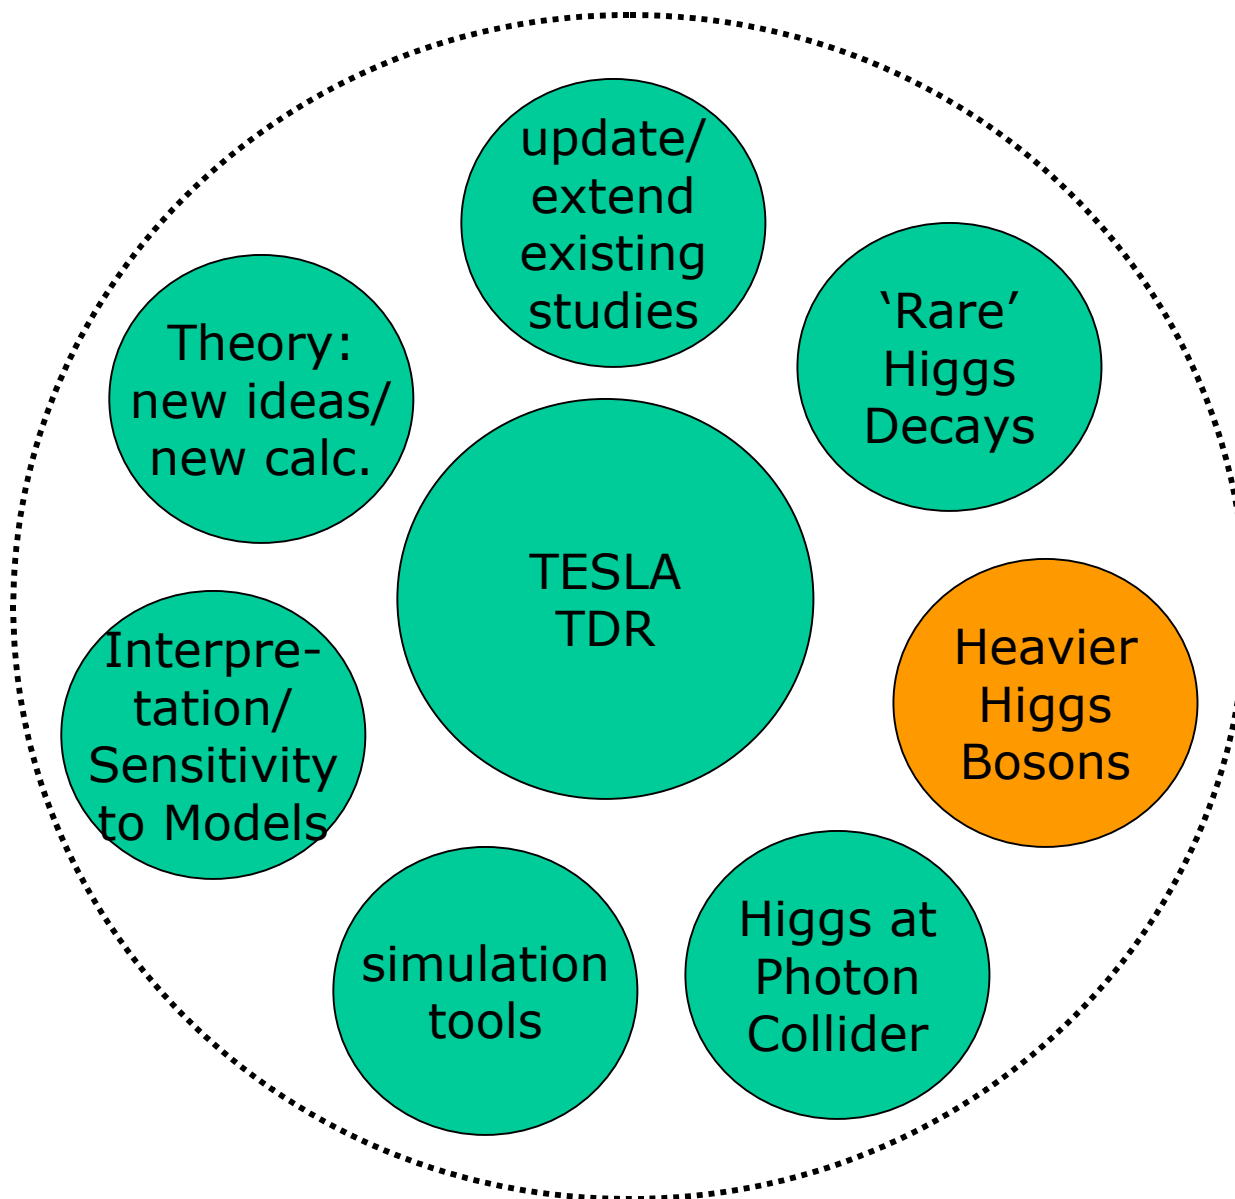 update/
extend
existing
studies
‘Rare’
Higgs
Decays
Theory:
new ideas/
new calc.
TESLA
TDR
Interpre-
tation/
Sensitivity
to Models
Heavier
Higgs
Bosons
simulation
tools
Higgs at
Photon
Collider